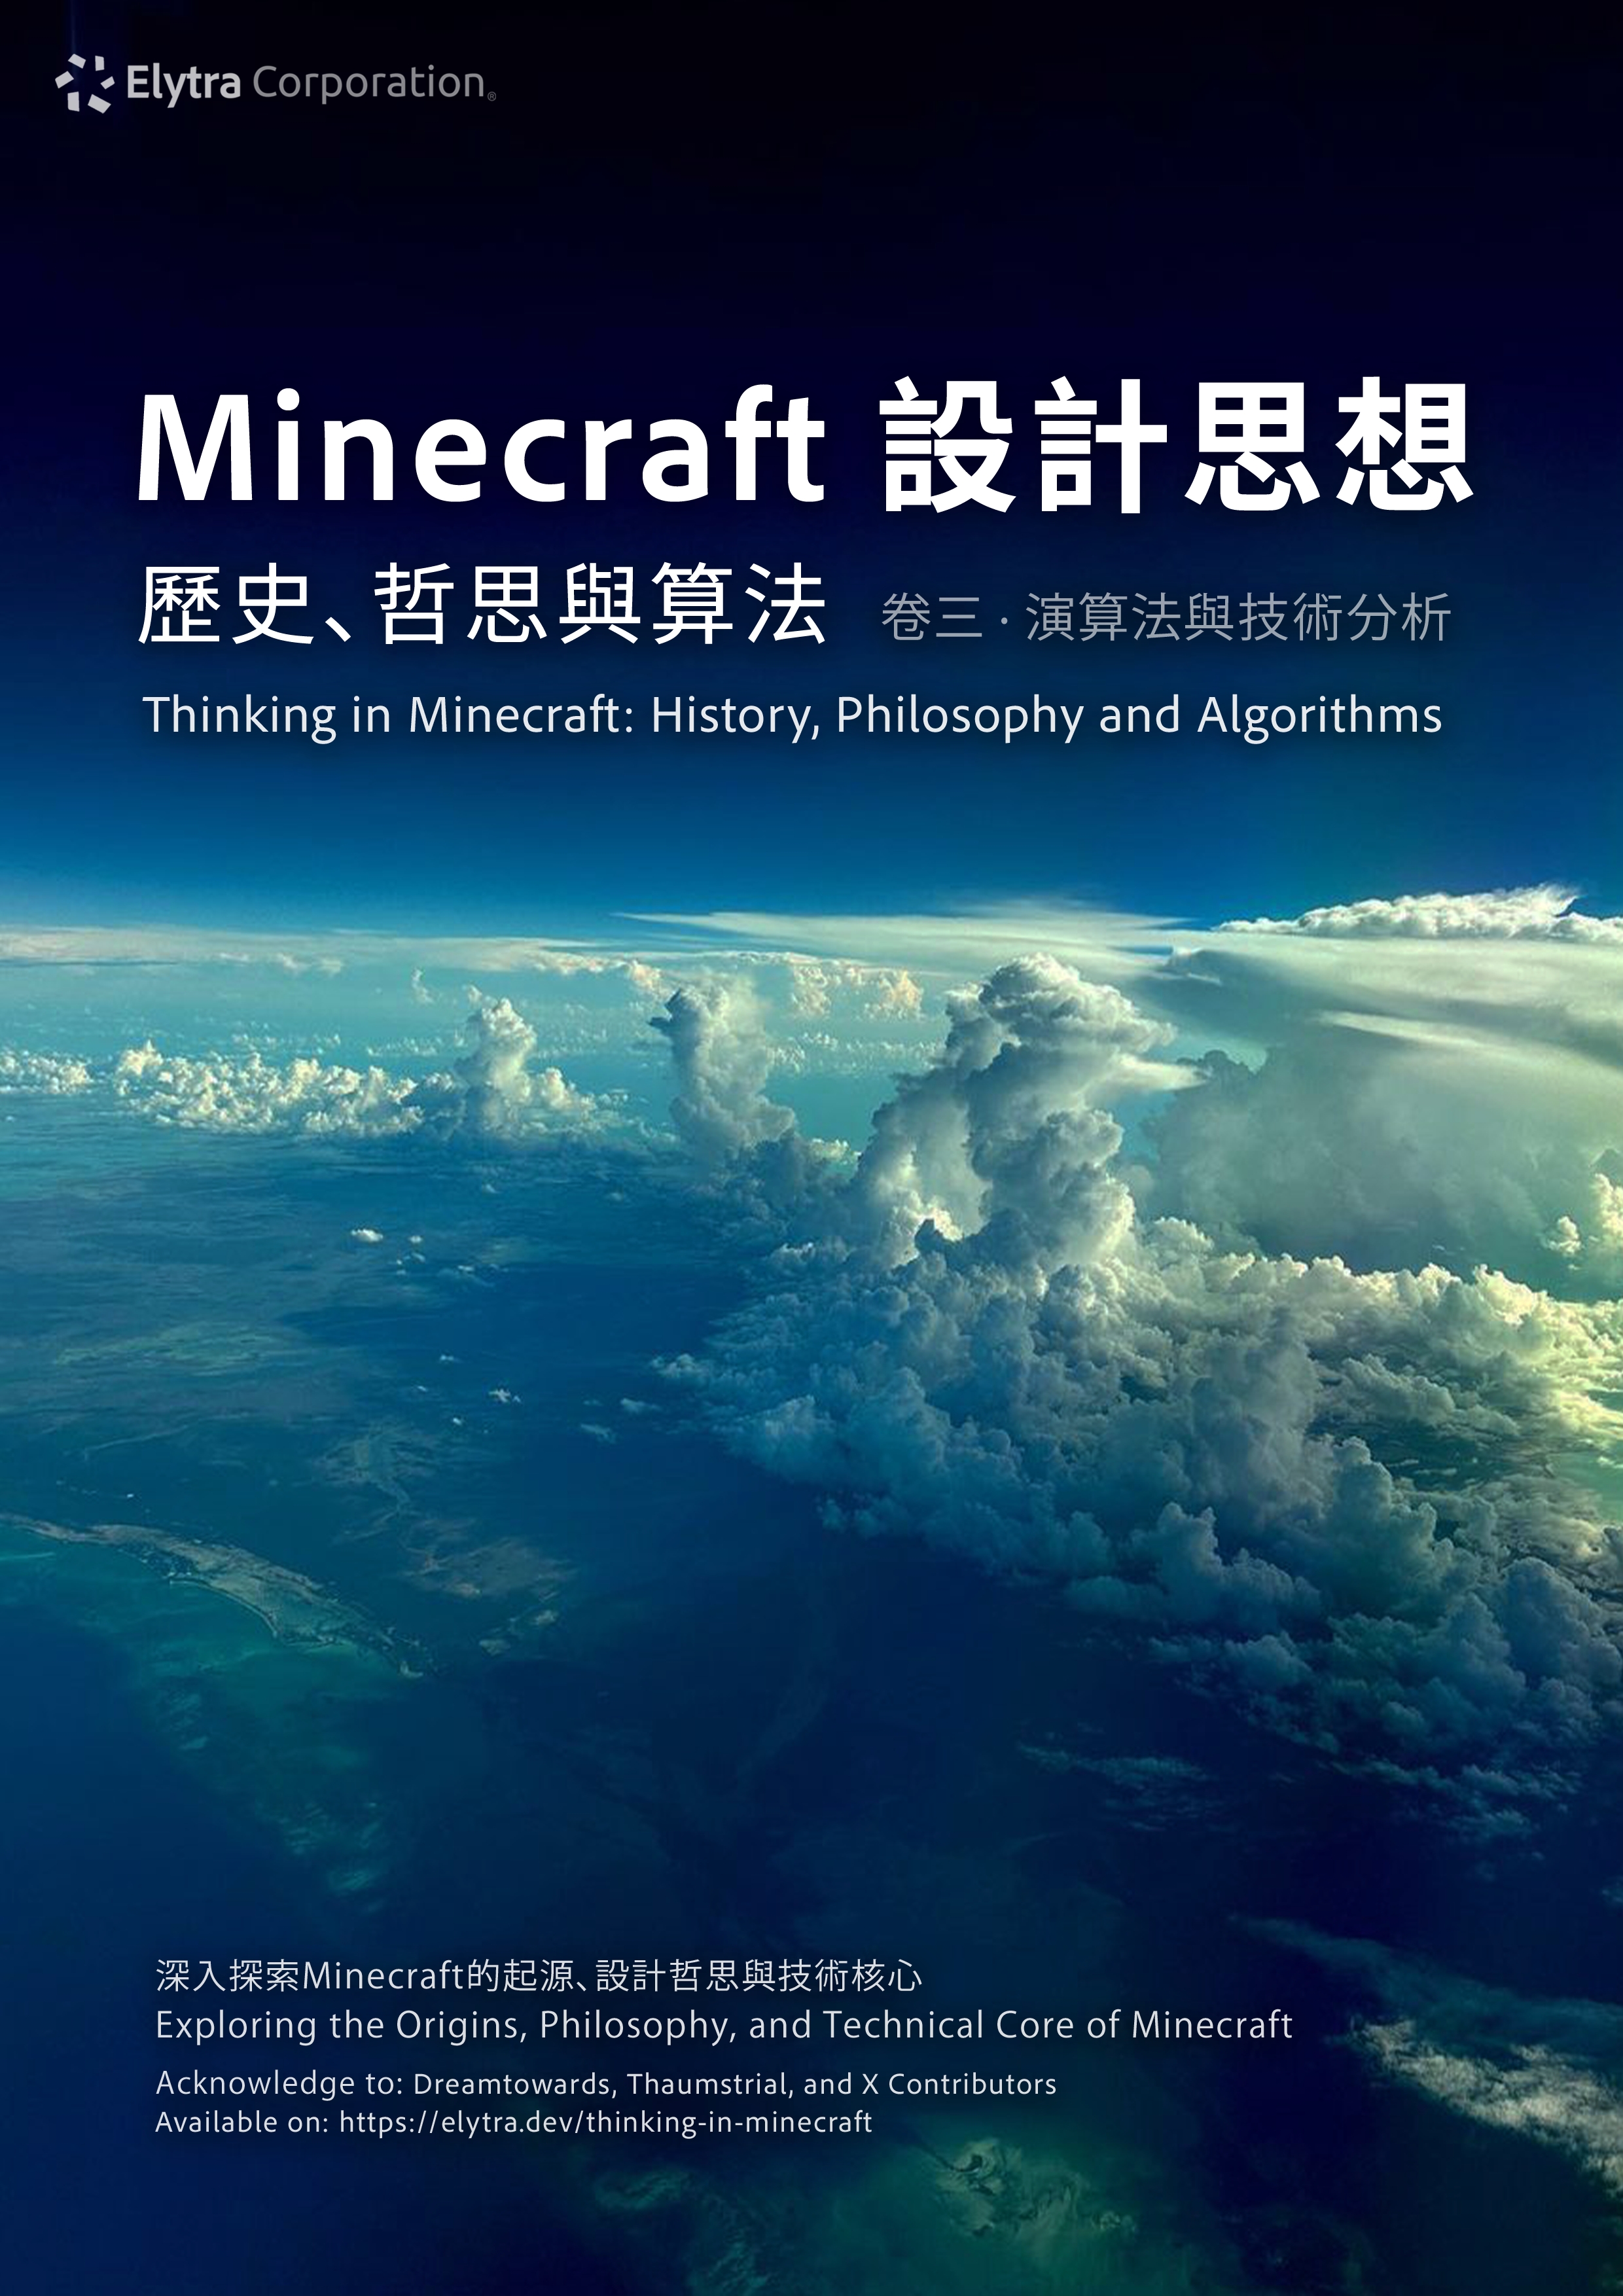 Elytra Corporation®
Minecraft 設計思想
歷史、哲思與算法 卷三 · 演算法與技術分析
Thinking in Minecraft: History, Philosophy and Algorithms
深入探索Minecraft的起源、設計哲思與技術核心
Exploring the Origins, Philosophy, and Technical Core of Minecraft
Acknowledge to: Dreamtowards, Thaumstrial, and X Contributors
Available on: https://elytra.dev/thinking-in-minecraft